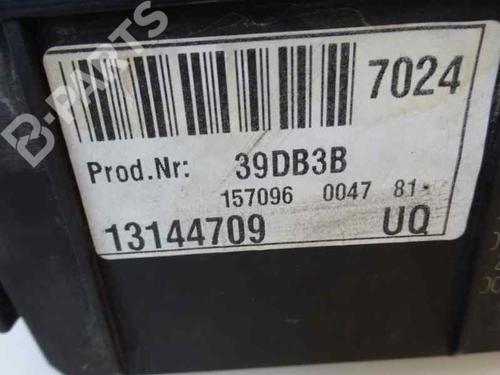 B-PARTS
7024
Prod.Nr: 39DB3B
157096 0047 81-
13144709 UQ